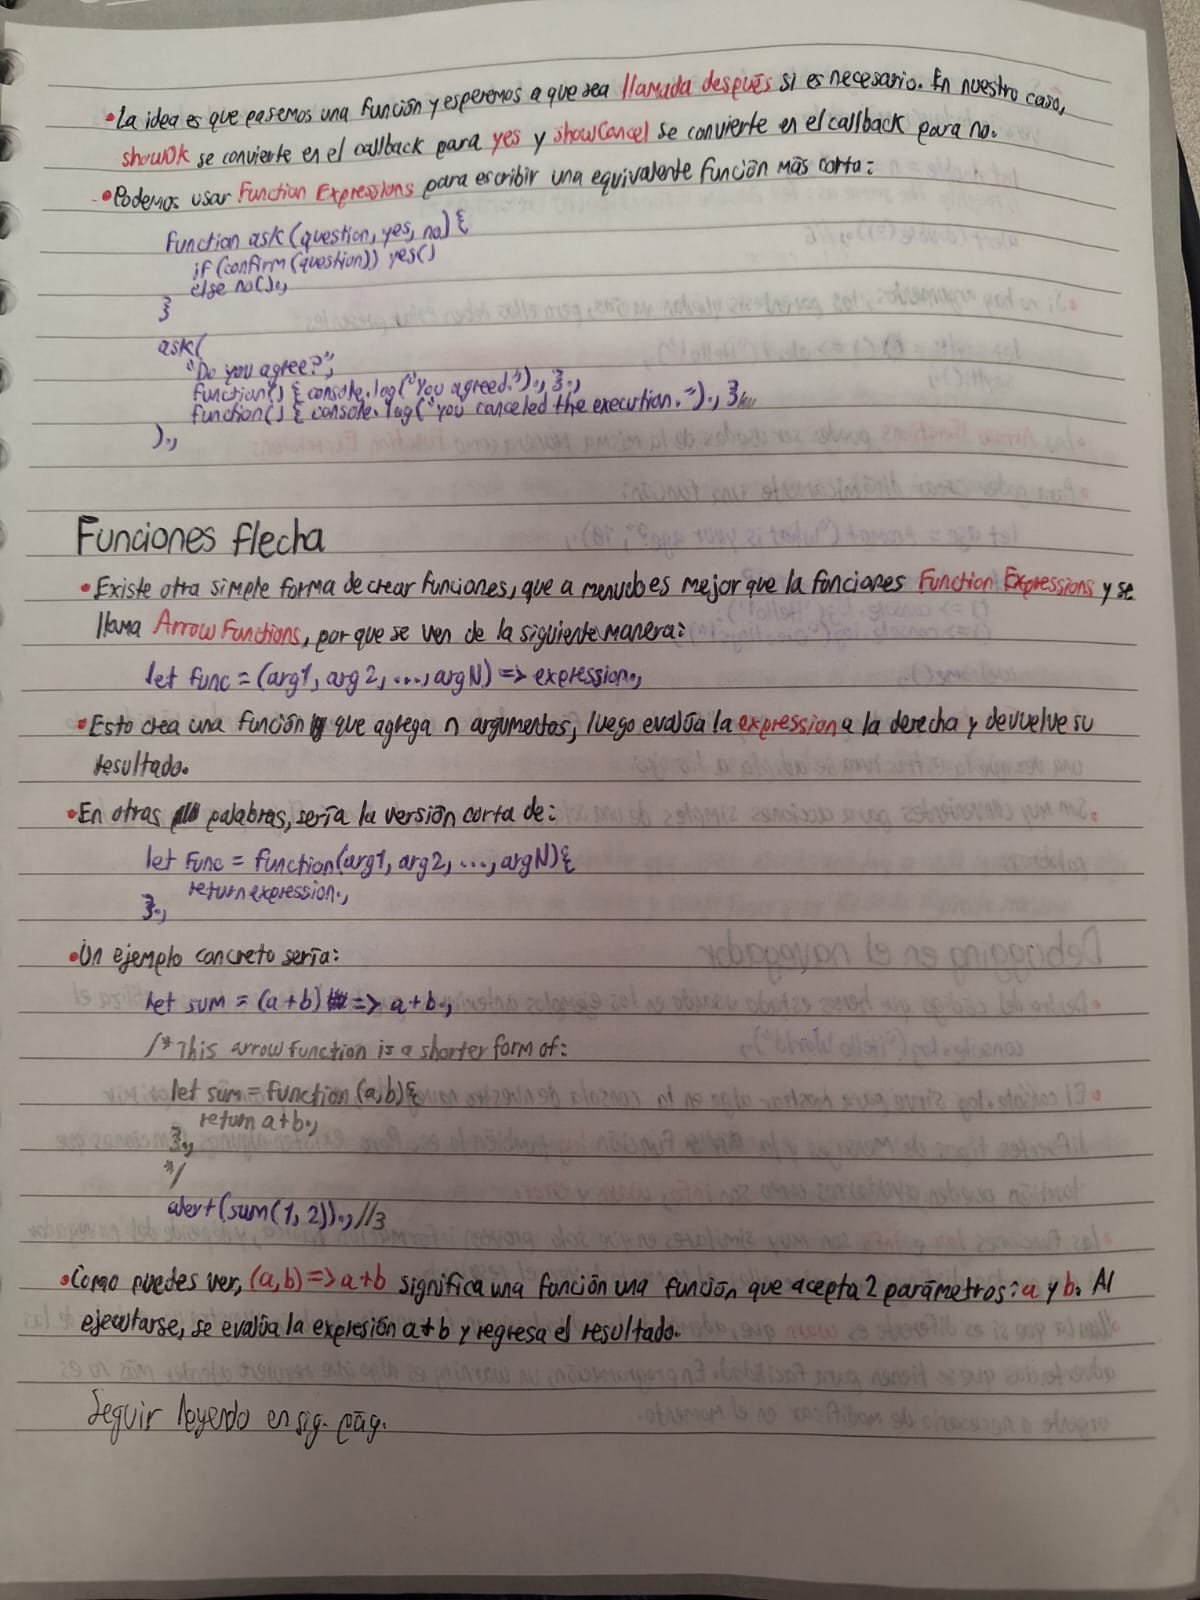 •La idea es que pasemos una función y esperemos a que sea llamada después si es necesario. En nuestro caso,
showOk se convierte en el callback para yes y showCancel se convierte en el callback para no.
•Podemos usar Function Expressions para escribir una equivalente función más corta:
function ask(question, yes, no){
if(confirm(question)) yes()
else no();
}
ask(
"Do you agree?",
function() { console.log("You agreed."); },
function() { console.log("you canceled the execution."); }
);
Funciones flecha
•Existe otra simple forma de crear funciones, que a menudo es mejor que la fonciones Function Expressions y se
llama Arrow Functions, por que se ven de la siguiente manera:
let func = (arg1, arg2, ..., argN) => expression;
•Esto crea una función que agrega n argumentos, luego evalúa la expression a la derecha y devuelve su
resultado.
•En otras palabras, sería la versión corta de:
let func = function(arg1, arg2, ..., argN){
return expression;
};
•Un ejemplo concreto sería:
let sum = (a+b) => a+b;
/*This arrow function is a shorter form of:
let sum = function (a,b){
return a+b;
};
*/
alert(sum(1, 2)); //3
•Como puedes ver, (a,b) => a+b significa una función una función que acepta 2 parámetros: a y b. Al
ejecutarse, se evalúa la expresión a+b y regresa el resultado.
Seguir leyendo en sig. pág.